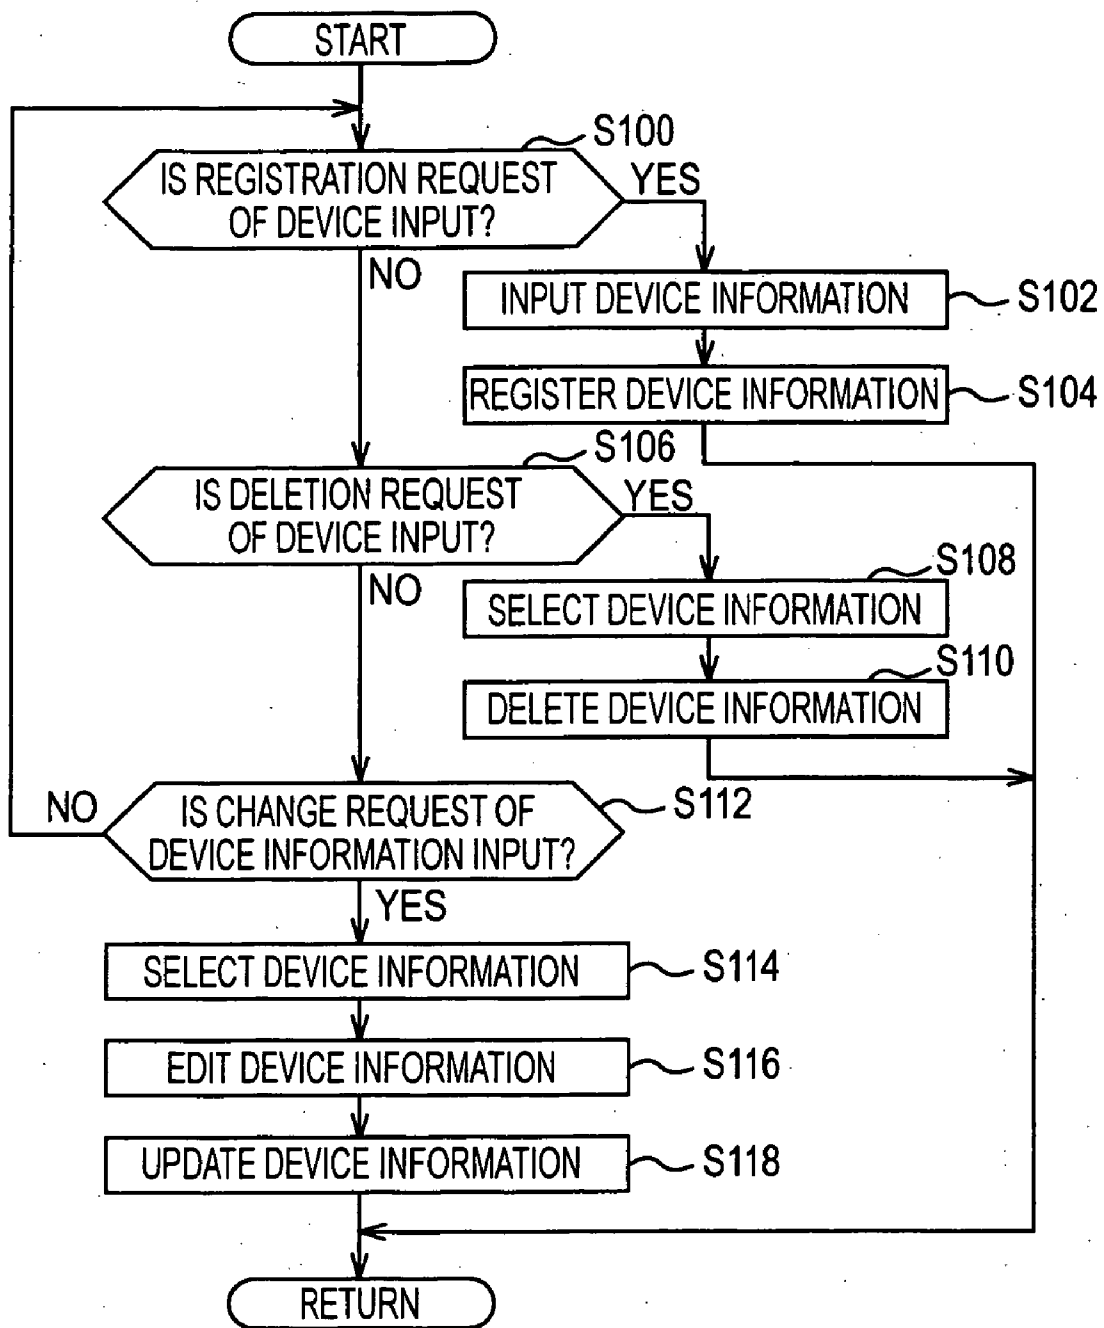 START
S100
IS REGISTRATION REQUEST
OF DEVICE INPUT?
YES
NO
INPUT DEVICE INFORMATION
S102
REGISTER DEVICE INFORMATION
S104
S106
IS DELETION REQUEST
OF DEVICE INPUT?
YES
NO
S108
SELECT DEVICE INFORMATION
S110
DELETE DEVICE INFORMATION
NO
IS CHANGE REQUEST OF
DEVICE INFORMATION INPUT?
S112
YES
SELECT DEVICE INFORMATION
S114
EDIT DEVICE INFORMATION
S116
UPDATE DEVICE INFORMATION
S118
RETURN